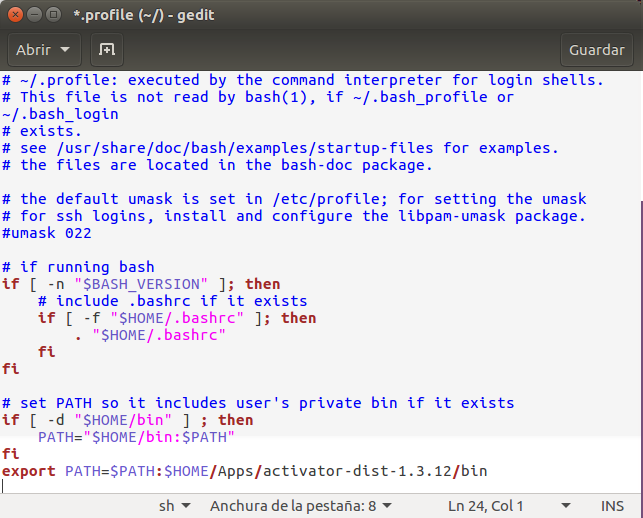 *.profile (~/) - gedit
Abrir
Guardar
# ~/.profile: executed by the command interpreter for login shells.
# This file is not read by bash(1), if ~/.bash_profile or
~/.bash_login
# exists.
# see /usr/share/doc/bash/examples/startup-files for examples.
# the files are located in the bash-doc package.

# the default umask is set in /etc/profile; for setting the umask
# for ssh logins, install and configure the libpam-umask package.
#umask 022

# if running bash
if [ -n "$BASH_VERSION" ]; then
    # include .bashrc if it exists
    if [ -f "$HOME/.bashrc" ]; then
        . "$HOME/.bashrc"
    fi
fi

# set PATH so it includes user's private bin if it exists
if [ -d "$HOME/bin" ] ; then
    PATH="$HOME/bin:$PATH"
fi
export PATH=$PATH:$HOME/Apps/activator-dist-1.3.12/bin
sh Anchura de la pestaña: 8 Ln 24, Col 1 INS